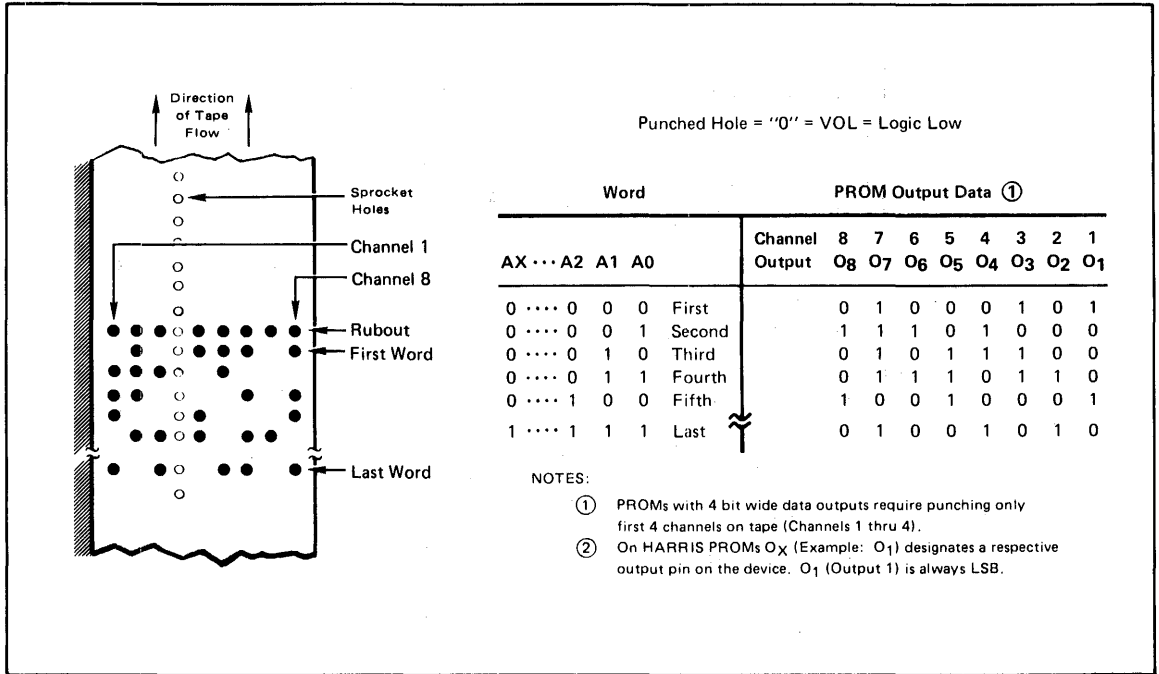 Direction
of Tape
Flow
Sprocket
Holes
Channel 1
Channel 8
Rubout
First Word
Last Word
Punched Hole = "0" = VOL = Logic Low
Word PROM Output Data ①
Channel 8 7 6 5 4 3 2 1
AX ···· A2 A1 A0 Output O8 O7 O6 O5 O4 O3 O2 O1
0 ···· 0 0 0 First 0 1 0 0 0 1 0 1
0 ···· 0 0 1 Second 1 1 1 0 1 0 0 0
0 ···· 0 1 0 Third 0 1 0 1 1 1 0 0
0 ···· 0 1 1 Fourth 0 1 1 1 0 1 1 0
0 ···· 1 0 0 Fifth 1 0 0 1 0 0 0 1
1 ···· 1 1 1 Last 0 1 0 0 1 0 1 0
NOTES:
① PROMs with 4 bit wide data outputs require punching only
first 4 channels on tape (Channels 1 thru 4).
② On HARRIS PROMs OX (Example: O1) designates a respective
output pin on the device. O1 (Output 1) is always LSB.